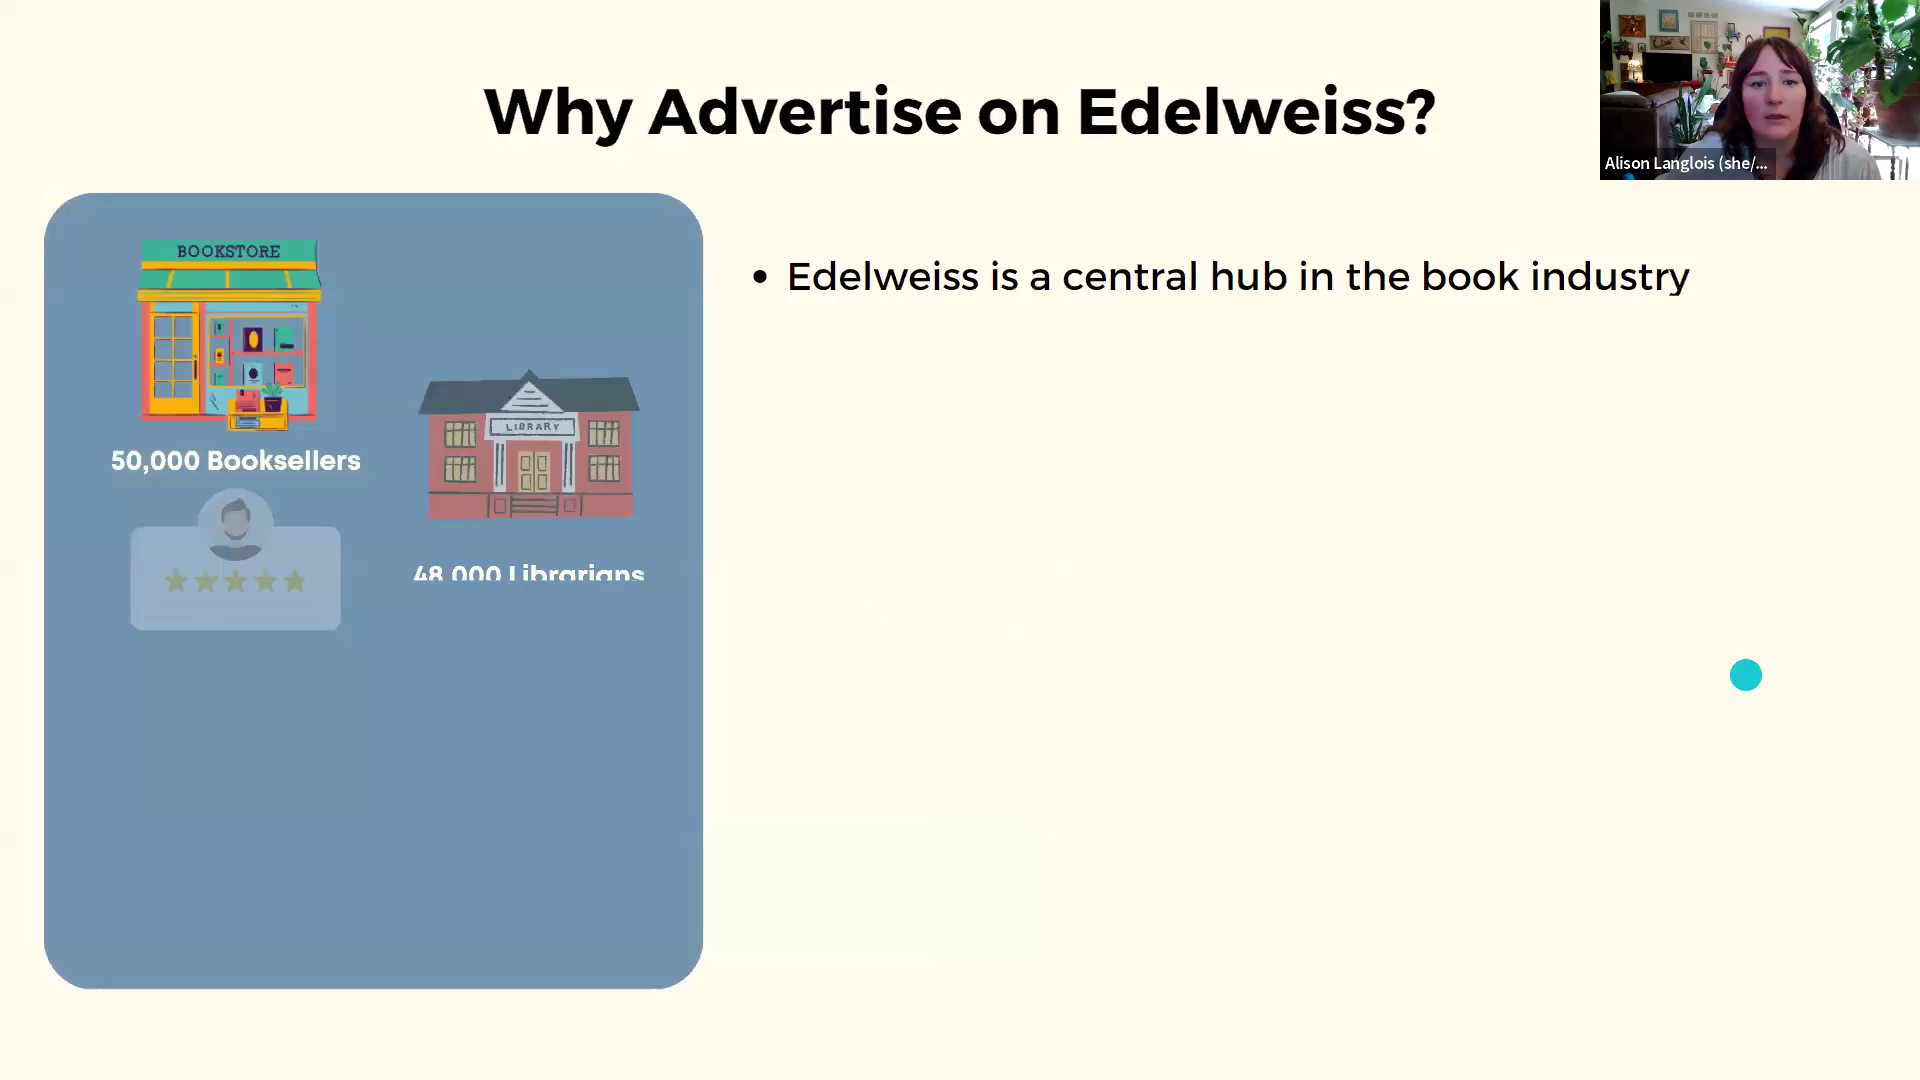 Why Advertise on Edelweiss?
Alison Langlois (she/...
BOOKSTORE
• Edelweiss is a central hub in the book industry
LIBRARY
50,000 Booksellers
48,000 Librarians